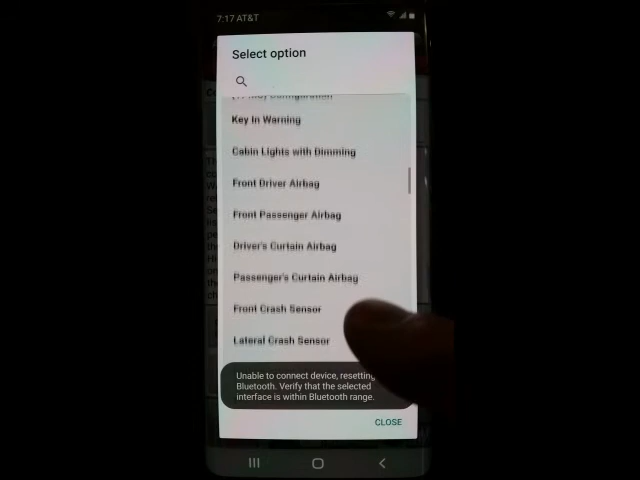 7:17 AT&T
Select option
Key In Warning
Cabin Lights with Dimming
Front Driver Airbag
Front Passenger Airbag
Driver's Curtain Airbag
Passenger's Curtain Airbag
Front Crash Sensor
Lateral Crash Sensor
Unable to connect device, resetting
Bluetooth. Verify that the selected
interface is within Bluetooth range.
CLOSE